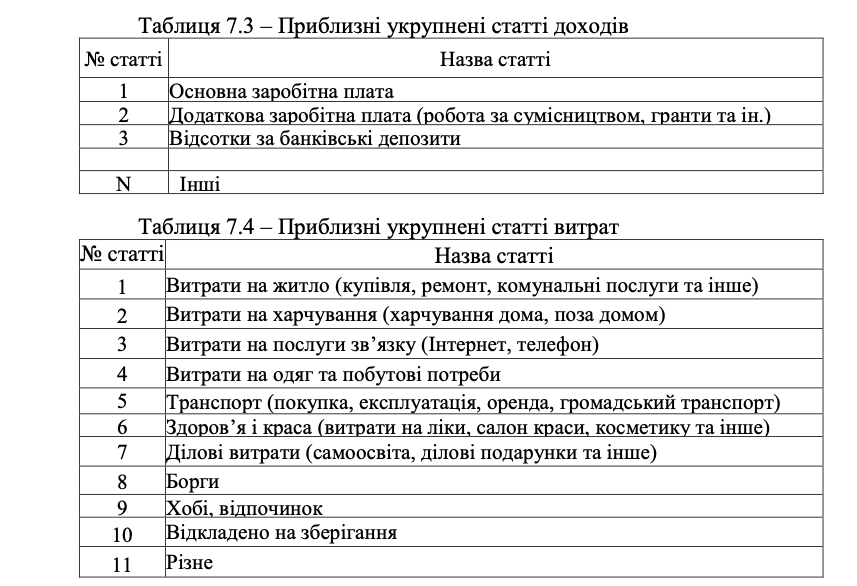 Таблиця 7.3 – Приблизні укрупнені статті доходів
№ статті Назва статті
1 Основна заробітна плата
2 Додаткова заробітна плата (робота за сумісництвом, гранти та ін.)
3 Відсотки за банківські депозити
N Інші
Таблиця 7.4 – Приблизні укрупнені статті витрат
№ статті Назва статті
1 Витрати на житло (купівля, ремонт, комунальні послуги та інше)
2 Витрати на харчування (харчування дома, поза домом)
3 Витрати на послуги зв’язку (Інтернет, телефон)
4 Витрати на одяг та побутові потреби
5 Транспорт (покупка, експлуатація, оренда, громадський транспорт)
6 Здоров’я і краса (витрати на ліки, салон краси, косметику та інше)
7 Ділові витрати (самоосвіта, ділові подарунки та інше)
8 Борги
9 Хобі, відпочинок
10 Відкладено на зберігання
11 Різне